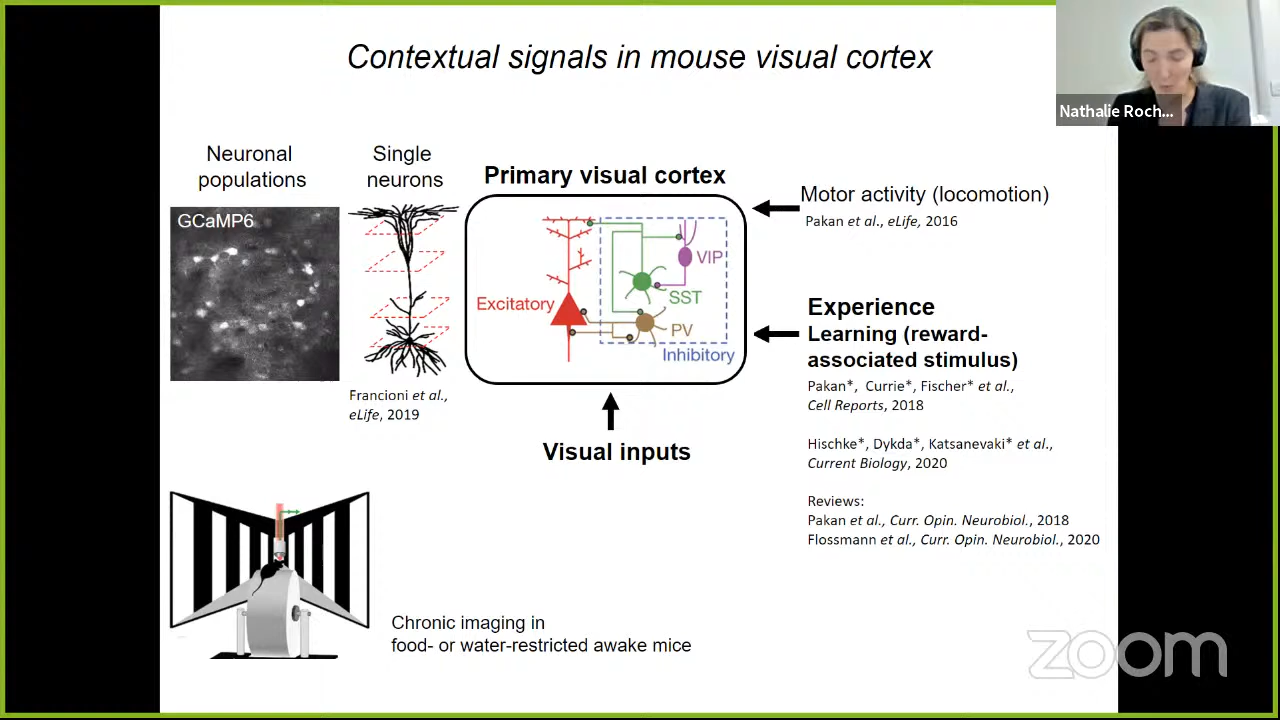 Contextual signals in mouse visual cortex
Nathalie Roch...
Neuronal
populations
Single
neurons
Primary visual cortex
GCaMP6
Excitatory
VIP
SST
PV
Inhibitory
Motor activity (locomotion)
Pakan et al., eLife, 2016
Experience
Learning (reward-
associated stimulus)
Pakan*, Currie*, Fischer* et al.,
Cell Reports, 2018
Hischke*, Dykda*, Katsanevaki* et al.,
Current Biology, 2020
Reviews:
Pakan et al., Curr. Opin. Neurobiol., 2018
Flossmann et al., Curr. Opin. Neurobiol., 2020
Francioni et al.,
eLife, 2019
Visual inputs
Chronic imaging in
food- or water-restricted awake mice
zoom